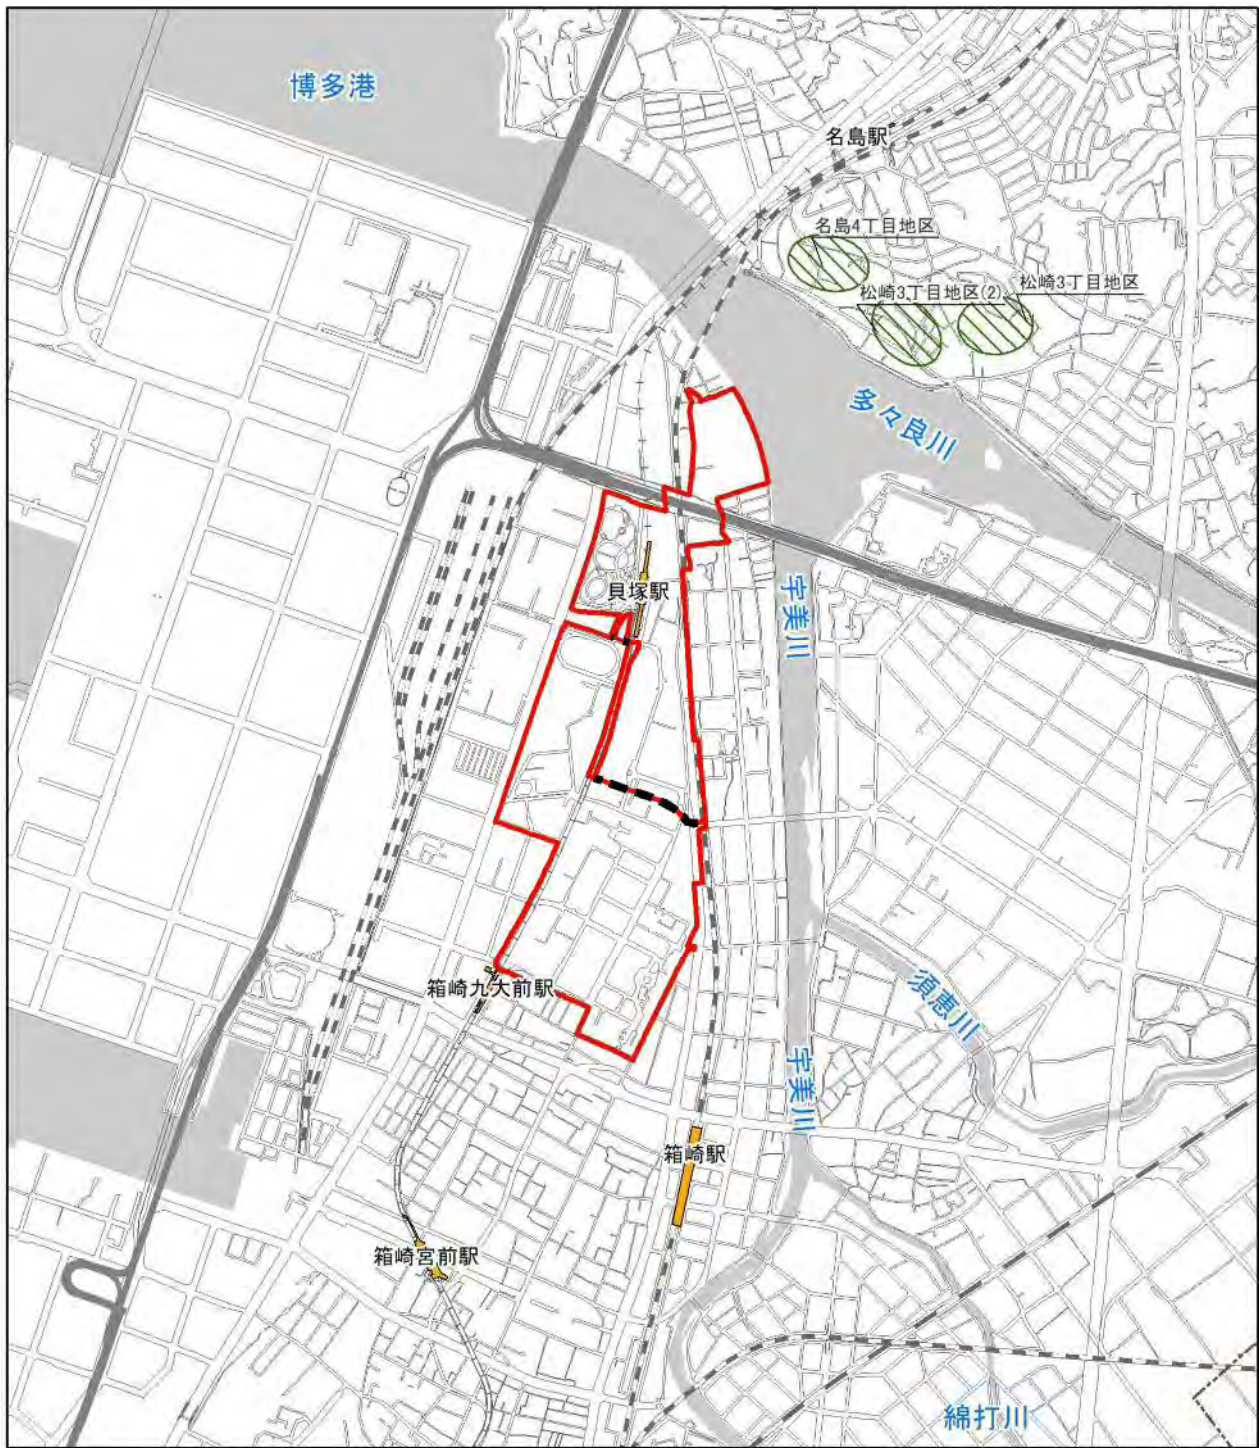 博多港
名島駅
名島4丁目地区
松崎3丁目地区
松崎3丁目地区(2)
多々良川
貝塚駅
宇美川
箱崎九大前駅
須恵川
宇美川
箱崎駅
箱崎宮前駅
綿打川